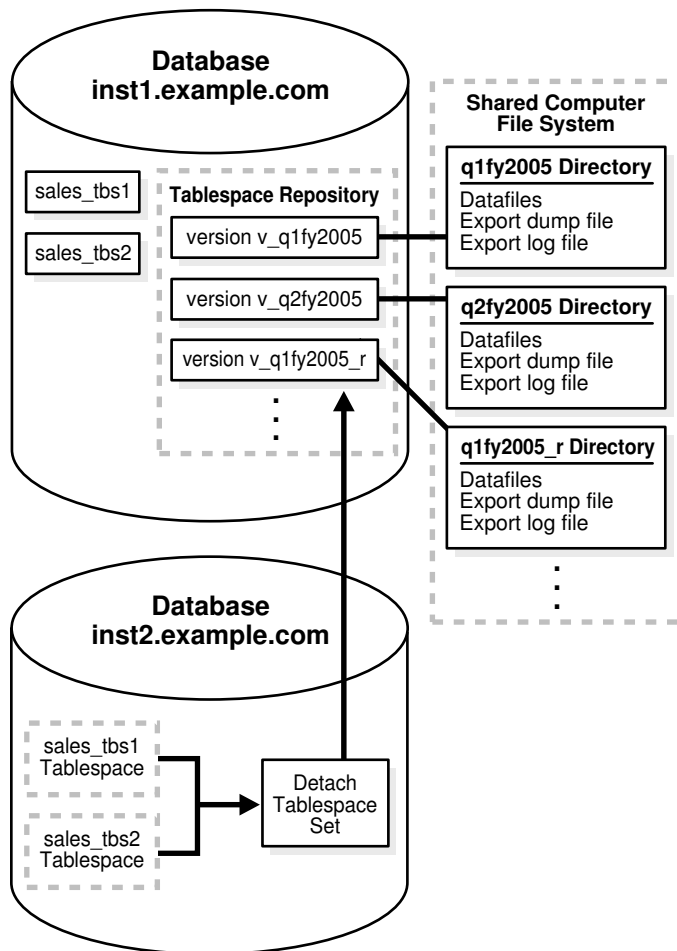 Database
inst1.example.com
sales_tbs1
sales_tbs2
Tablespace Repository
version v_q1fy2005
version v_q2fy2005
version v_q1fy2005_r
.
.
.
Shared Computer
File System
q1fy2005 Directory
Datafiles
Export dump file
Export log file
q2fy2005 Directory
Datafiles
Export dump file
Export log file
q1fy2005_r Directory
Datafiles
Export dump file
Export log file
.
.
.
Database
inst2.example.com
sales_tbs1
Tablespace
sales_tbs2
Tablespace
Detach
Tablespace
Set